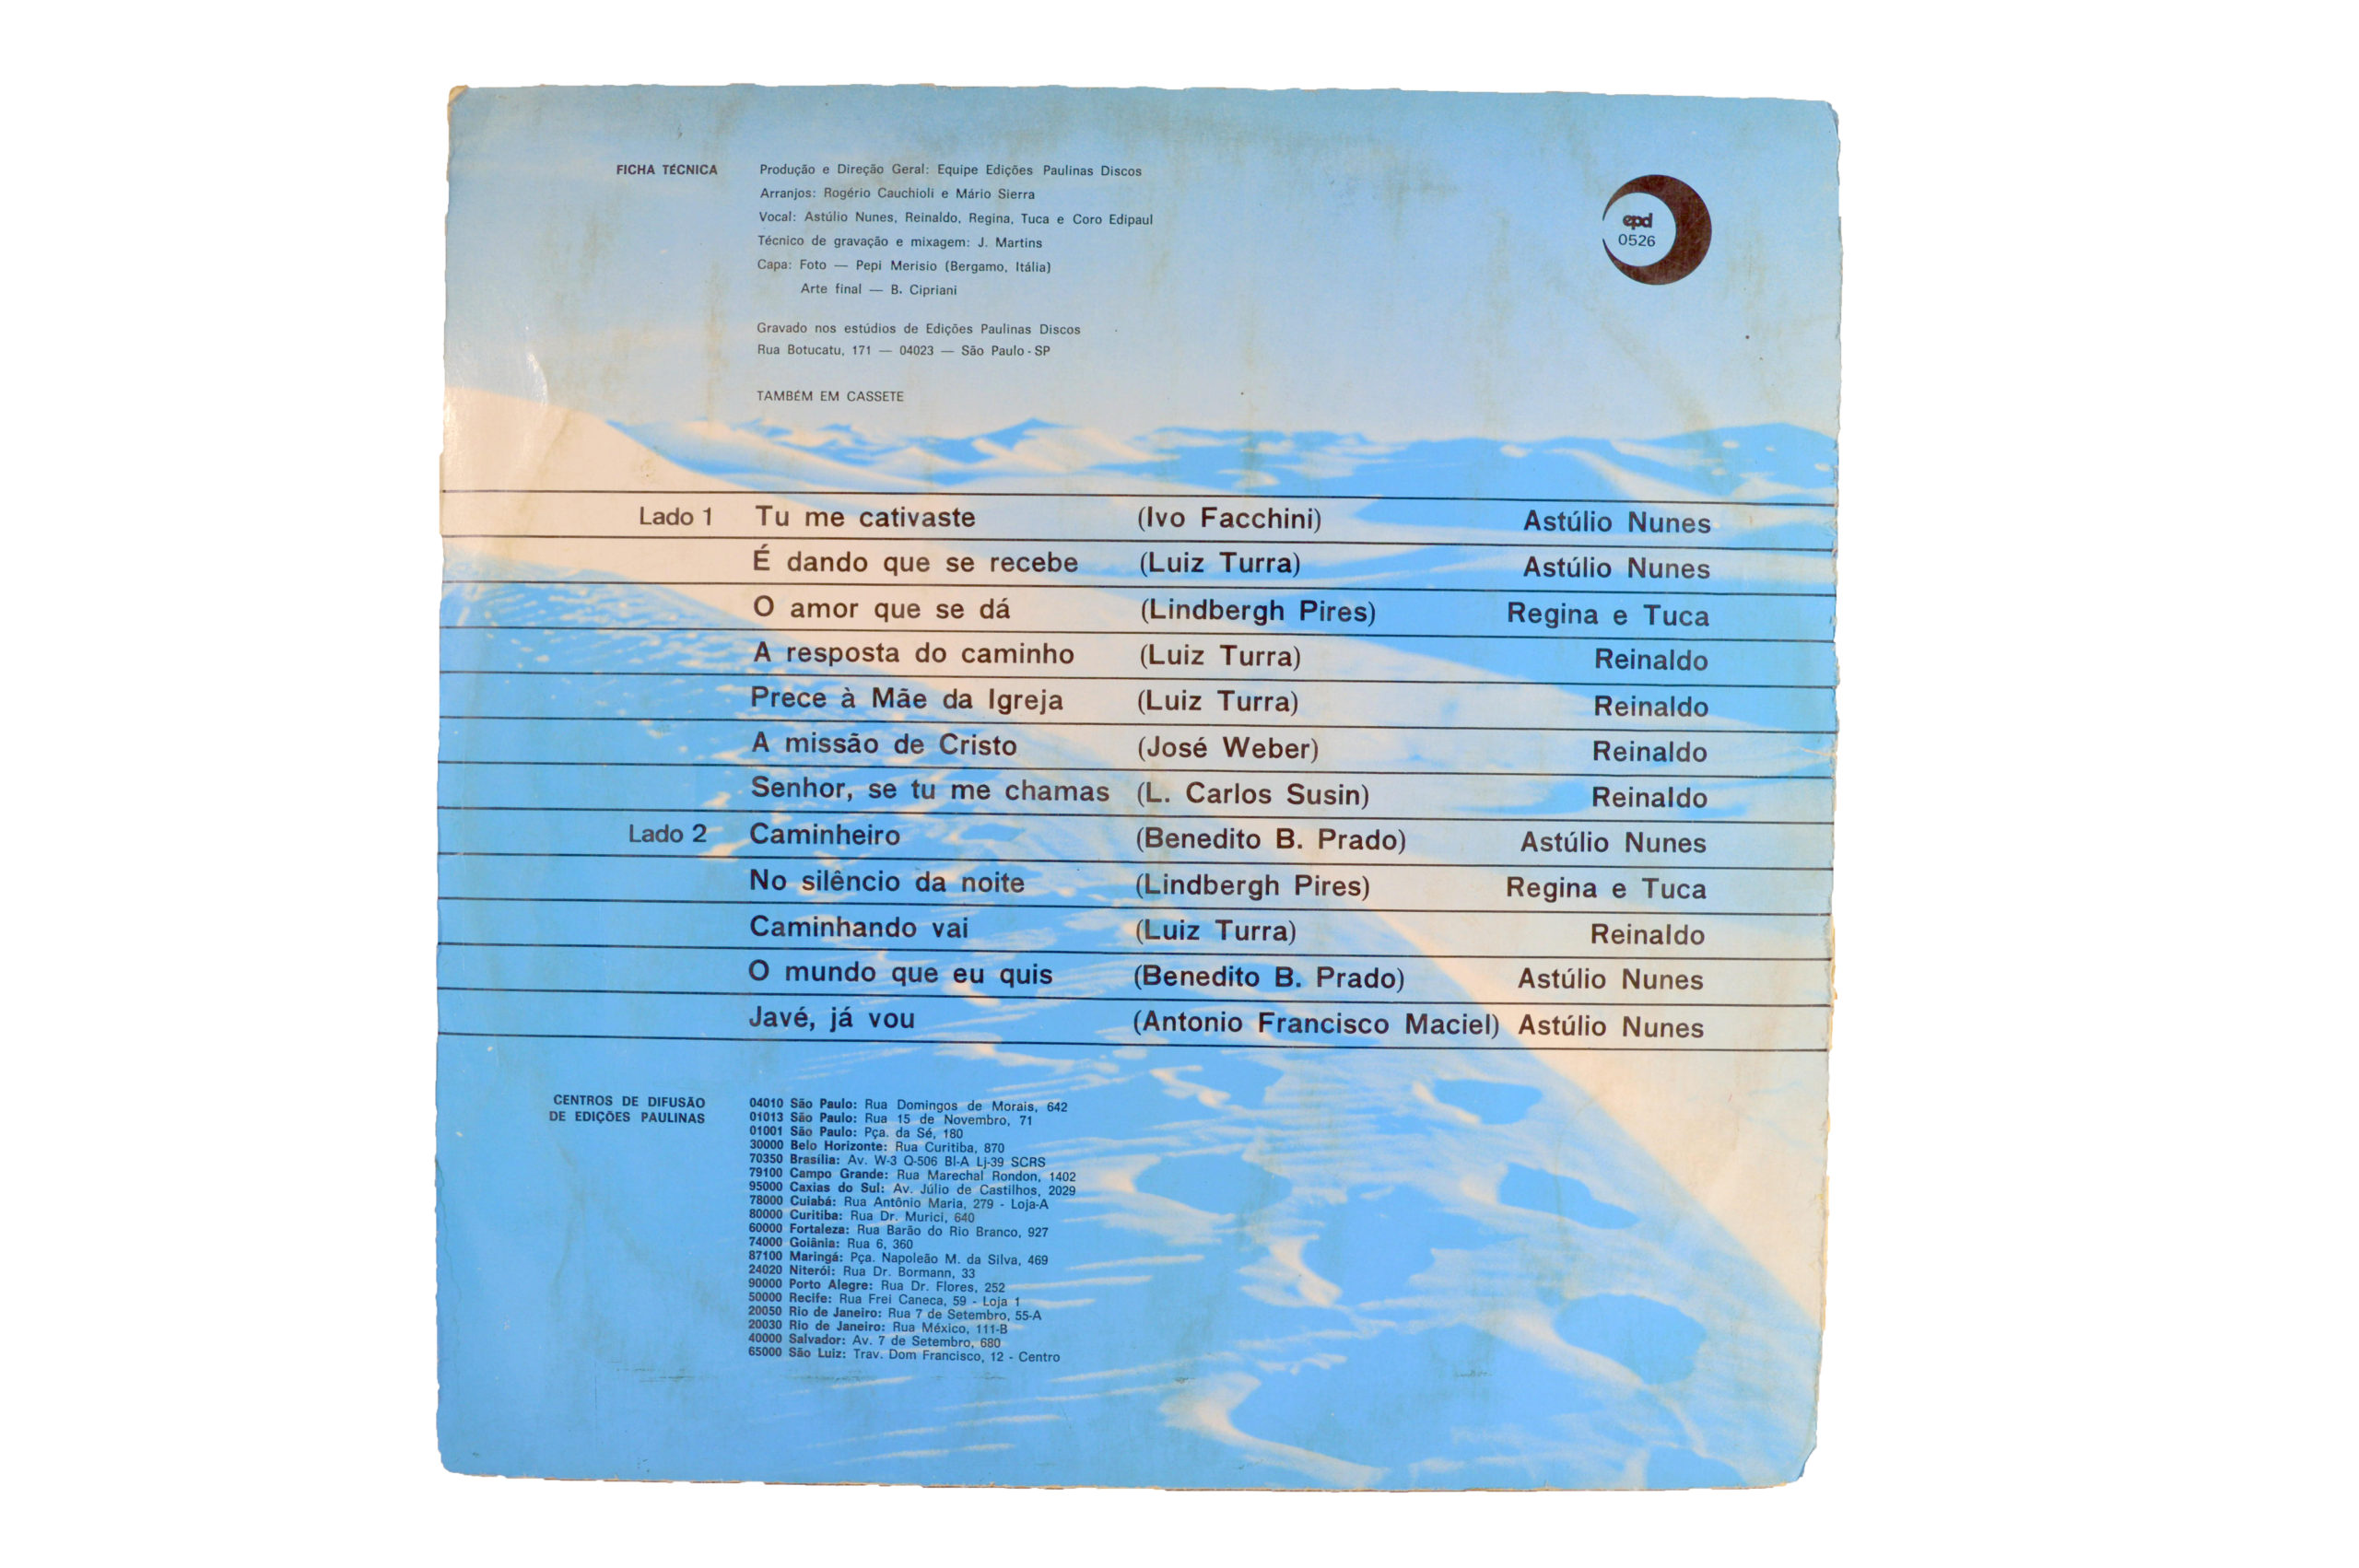 FICHA TÉCNICA Produção e Direção Geral: Equipe Edições Paulinas Discos
Arranjos: Rogério Cauchioli e Mário Sierra
Vocal: Astúlio Nunes, Reinaldo, Regina, Tuca e Coro Edipaul
Técnico de gravação e mixagem: J. Martins
Capa: Foto — Pepi Merisio (Bergamo, Itália)
Arte final — B. Cipriani
epd
0526
Gravado nos estúdios de Edições Paulinas Discos
Rua Botucatu, 171 — 04023 — São Paulo - SP
TAMBÉM EM CASSETE
Lado 1 Tu me cativaste (Ivo Facchini) Astúlio Nunes
É dando que se recebe (Luiz Turra) Astúlio Nunes
O amor que se dá (Lindbergh Pires) Regina e Tuca
A resposta do caminho (Luiz Turra) Reinaldo
Prece à Mãe da Igreja (Luiz Turra) Reinaldo
A missão de Cristo (José Weber) Reinaldo
Senhor, se tu me chamas (L. Carlos Susin) Reinaldo
Lado 2 Caminheiro (Benedito B. Prado) Astúlio Nunes
No silêncio da noite (Lindbergh Pires) Regina e Tuca
Caminhando vai (Luiz Turra) Reinaldo
O mundo que eu quis (Benedito B. Prado) Astúlio Nunes
Javé, já vou (Antonio Francisco Maciel) Astúlio Nunes
CENTROS DE DIFUSÃO
DE EDIÇÕES PAULINAS
04010 São Paulo: Rua Domingos de Morais, 642
01013 São Paulo: Rua 15 de Novembro, 71
01001 São Paulo: Pça. da Sé, 180
30000 Belo Horizonte: Rua Curitiba, 870
70350 Brasília: Av. W-3 Q-506 Bl-A Lj-39 SCRS
79100 Campo Grande: Rua Marechal Rondon, 1402
95000 Caxias do Sul: Av. Júlio de Castilhos, 2029
78000 Cuiabá: Rua Antônio Maria, 279 - Loja-A
80000 Curitiba: Rua Dr. Murici, 640
60000 Fortaleza: Rua Barão do Rio Branco, 927
74000 Goiânia: Rua 6, 360
87100 Maringá: Pça. Napoleão M. da Silva, 469
24020 Niterói: Rua Dr. Bormann, 33
90000 Porto Alegre: Rua Dr. Flores, 252
50000 Recife: Rua Frei Caneca, 59 - Loja 1
20050 Rio de Janeiro: Rua 7 de Setembro, 55-A
20030 Rio de Janeiro: Rua México, 111-B
40000 Salvador: Av. 7 de Setembro, 680
65000 São Luiz: Trav. Dom Francisco, 12 - Centro